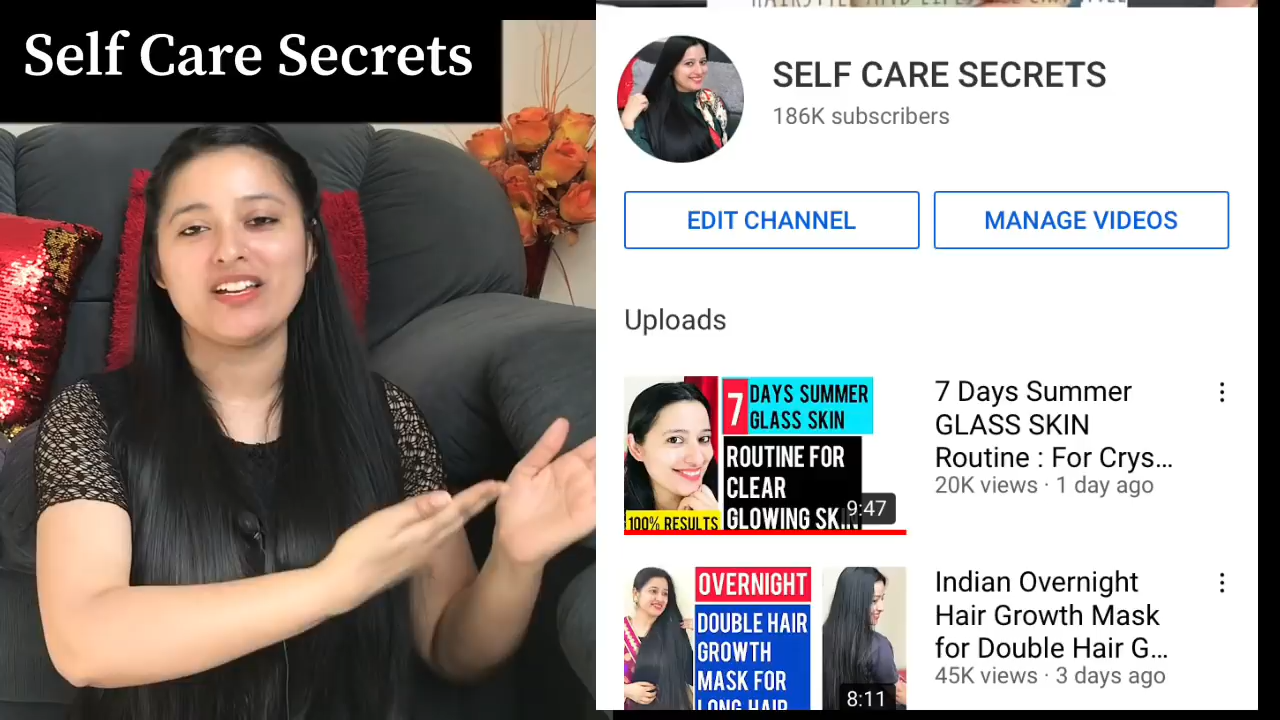 Self Care Secrets
SELF CARE SECRETS
186K subscribers
EDIT CHANNEL
MANAGE VIDEOS
Uploads
7
DAYS SUMMER
GLASS SKIN
ROUTINE FOR
CLEAR
GLOWING SKIN
100% RESULTS
9:47
7 Days Summer
GLASS SKIN
Routine : For Crys...
20K views · 1 day ago
OVERNIGHT
DOUBLE HAIR
GROWTH
MASK FOR
LONG HAIR
8:11
Indian Overnight
Hair Growth Mask
for Double Hair G...
45K views · 3 days ago